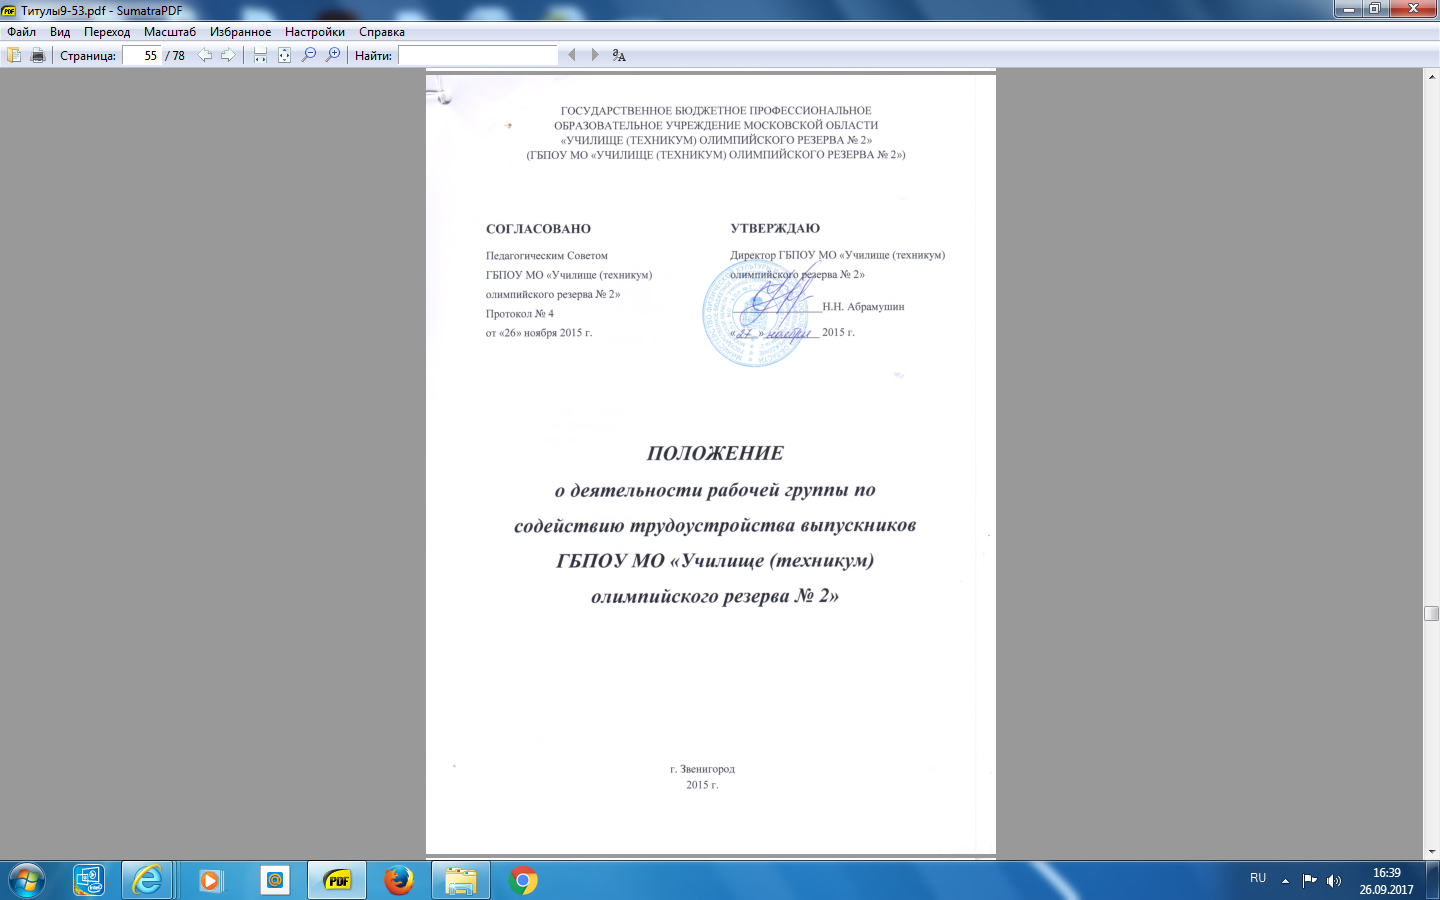 Титулы9-53.pdf - SumatraPDF
Файл Вид Переход Масштаб Избранное Настройки Справка
Страница: 55 / 78 Найти:
ГОСУДАРСТВЕННОЕ БЮДЖЕТНОЕ ПРОФЕССИОНАЛЬНОЕ
ОБРАЗОВАТЕЛЬНОЕ УЧРЕЖДЕНИЕ МОСКОВСКОЙ ОБЛАСТИ
«УЧИЛИЩЕ (ТЕХНИКУМ) ОЛИМПИЙСКОГО РЕЗЕРВА № 2»
(ГБПОУ МО «УЧИЛИЩЕ (ТЕХНИКУМ) ОЛИМПИЙСКОГО РЕЗЕРВА № 2»)
СОГЛАСОВАНО
Педагогическим Советом
ГБПОУ МО «Училище (техникум)
олимпийского резерва № 2»
Протокол № 4
от «26» ноября 2015 г.
УТВЕРЖДАЮ
Директор ГБПОУ МО «Училище (техникум)
олимпийского резерва № 2»
Н.Н. Абрамушин
«27» ноября 2015 г.
ПОЛОЖЕНИЕ
о деятельности рабочей группы по
содействию трудоустройства выпускников
ГБПОУ МО «Училище (техникум)
олимпийского резерва № 2»
г. Звенигород
2015 г.
RU 16:39
26.09.2017